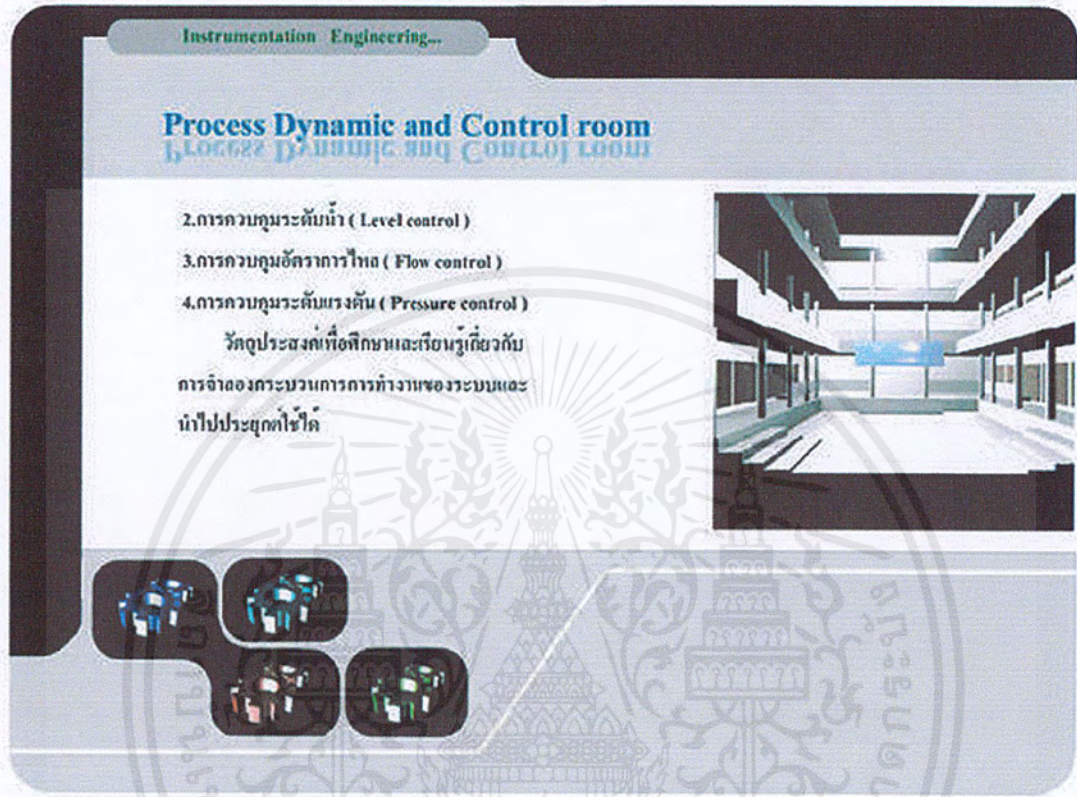 Instrumentation Engineering...
Process Dynamic and Control room
2.การควบคุมระดับน้ำ ( Level control )
3.การควบคุมอัตราการไหล ( Flow control )
4.การควบคุมระดับแรงดัน ( Pressure control )
วัตถุประสงค์เพื่อศึกษาและเรียนรู้เกี่ยวกับ
การจำลองกระบวนการการทำงานของระบบและ
นำไปประยุกต์ใช้ได้